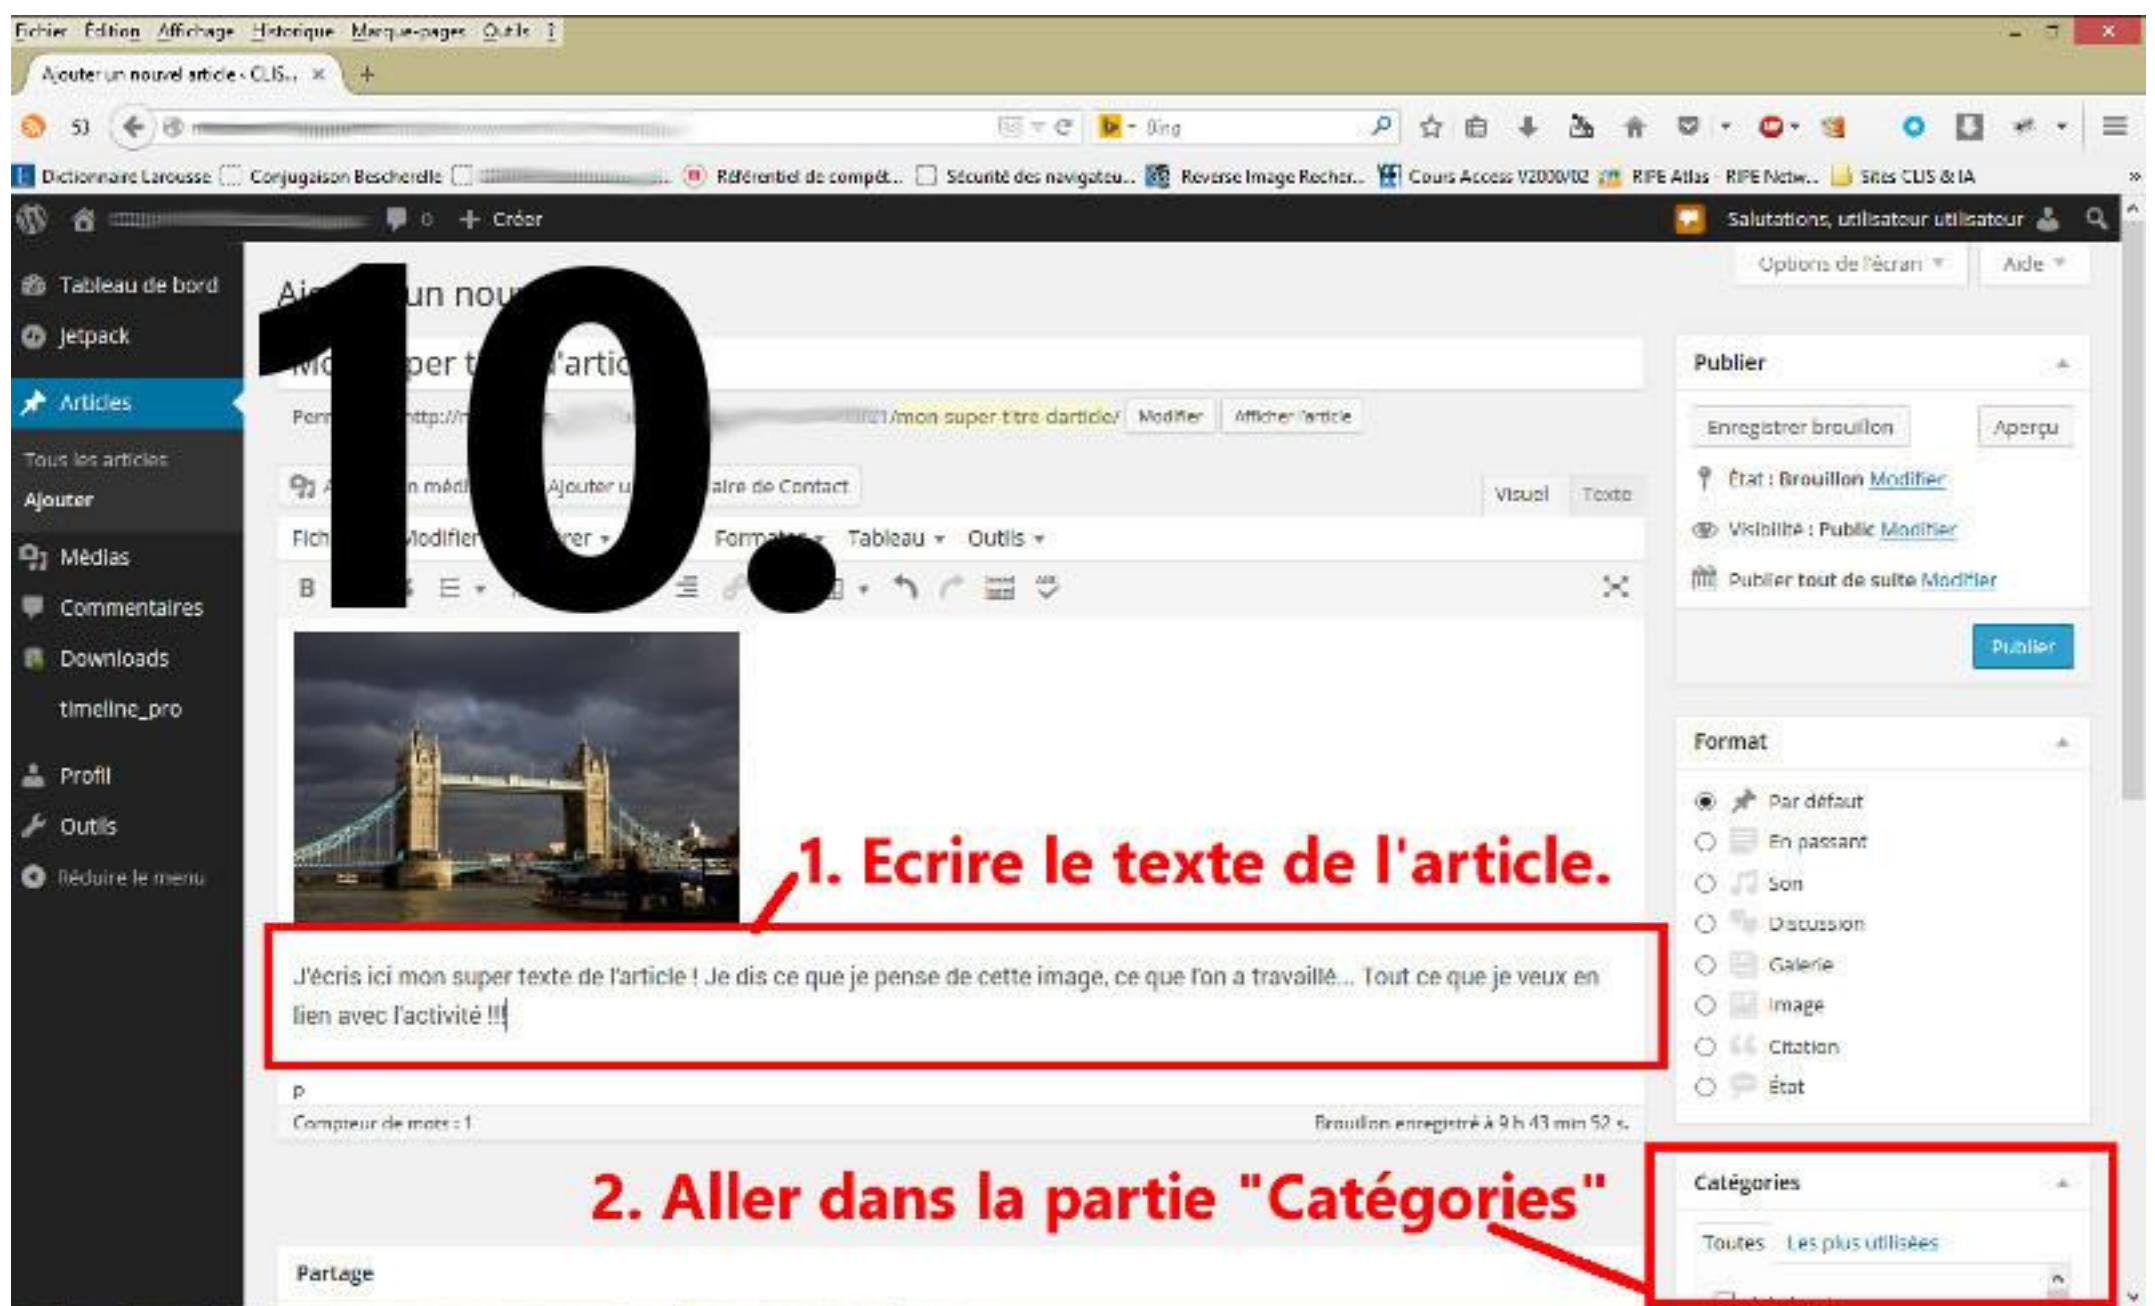 Fichier Édition Affichage Historique Marque-pages Outils ?
Ajouter un nouvel article ‹ CLIS... × +
53 Bing
Dictionnaire Larousse Conjugaison Bescherelle Référentiel de compét... Sécurité des navigateu... Reverse Image Recher... Cours Access V2000/02 RIPE Atlas - RIPE Netw... Sites CLIS & IA »
0 + Créer Salutations, utilisateur utilisateur
Options de l'écran Aide
Tableau de bord
Jetpack
Articles
Tous les articles
Ajouter
Médias
Commentaires
Downloads
timeline_pro
Profil
Outils
Réduire le menu
10.
un
/mon-super-titre-darticle/ Modifier Afficher l'article
de Contact
Visuel Texte
Modifier Tableau Outils
B
1. Ecrire le texte de l'article.
J'écris ici mon super texte de l'article ! Je dis ce que je pense de cette image, ce que l'on a travaillé... Tout ce que je veux en
lien avec l'activité !!!
P
Compteur de mots : 1 Brouillon enregistré à 9 h 43 min 52 s.
2. Aller dans la partie "Catégories"
Partage
Publier
Enregistrer brouillon Aperçu
État : Brouillon Modifier
Visibilité : Public Modifier
Publier tout de suite Modifier
Publier
Format
Par défaut
En passant
Son
Discussion
Galerie
Image
Citation
État
Catégories
Toutes Les plus utilisées